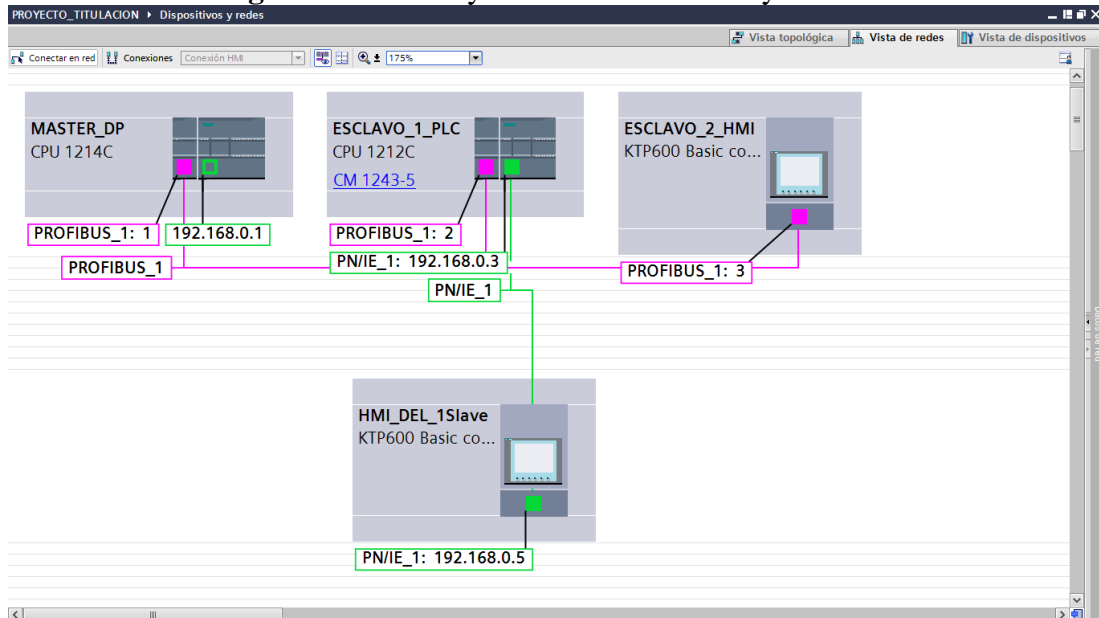 PROYECTO_TITULACION ▸ Dispositivos y redes
Vista topológica Vista de redes Vista de dispositivos
Conectar en red Conexiones Conexión HMI 175%
MASTER_DP
CPU 1214C
ESCLAVO_1_PLC
CPU 1212C
CM 1243-5
ESCLAVO_2_HMI
KTP600 Basic co...
PROFIBUS_1: 1 192.168.0.1
PROFIBUS_1: 2
PROFIBUS_1
PN/IE_1: 192.168.0.3
PROFIBUS_1: 3
PN/IE_1
HMI_DEL_1Slave
KTP600 Basic co...
PN/IE_1: 192.168.0.5